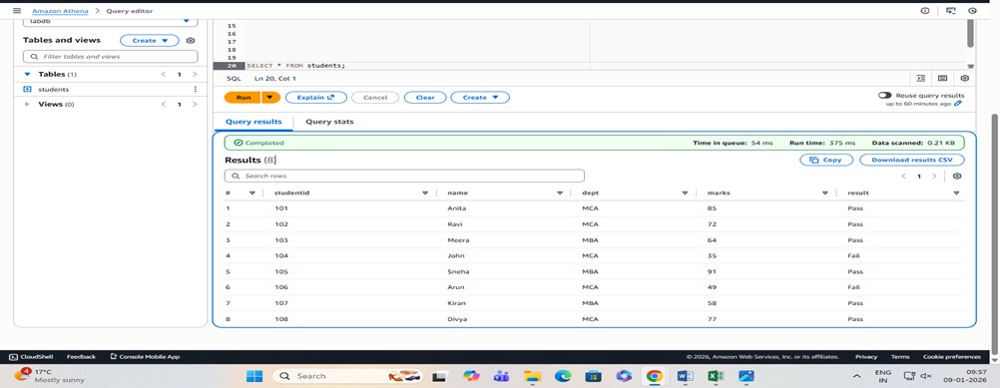 Amazon Athena > Query editor
labdb
Tables and views
Create
Filter tables and views
Tables (1)
< 1 >
students
Views (0)
< 1 >
15
16
17
18
19
20 SELECT * FROM students;
SQL Ln 20, Col 1
Run
Explain
Cancel
Clear
Create
Reuse query results
up to 60 minutes ago
Query results
Query stats
Completed
Time in queue: 54 ms Run time: 375 ms Data scanned: 0.21 KB
Results (8)
Copy
Download results CSV
Search rows
< 1 >
# studentid name dept marks result
1 101 Anita MCA 85 Pass
2 102 Ravi MCA 72 Pass
3 103 Meera MBA 64 Pass
4 104 John MCA 35 Fail
5 105 Sneha MBA 91 Pass
6 106 Arun MCA 49 Fail
7 107 Kiran MBA 58 Pass
8 108 Divya MCA 77 Pass
CloudShell Feedback Console Mobile App
© 2026, Amazon Web Services, Inc. or its affiliates. Privacy Terms Cookie preferences
4
17°C
Mostly sunny
Search
ENG
IN
09:57
09-01-2026